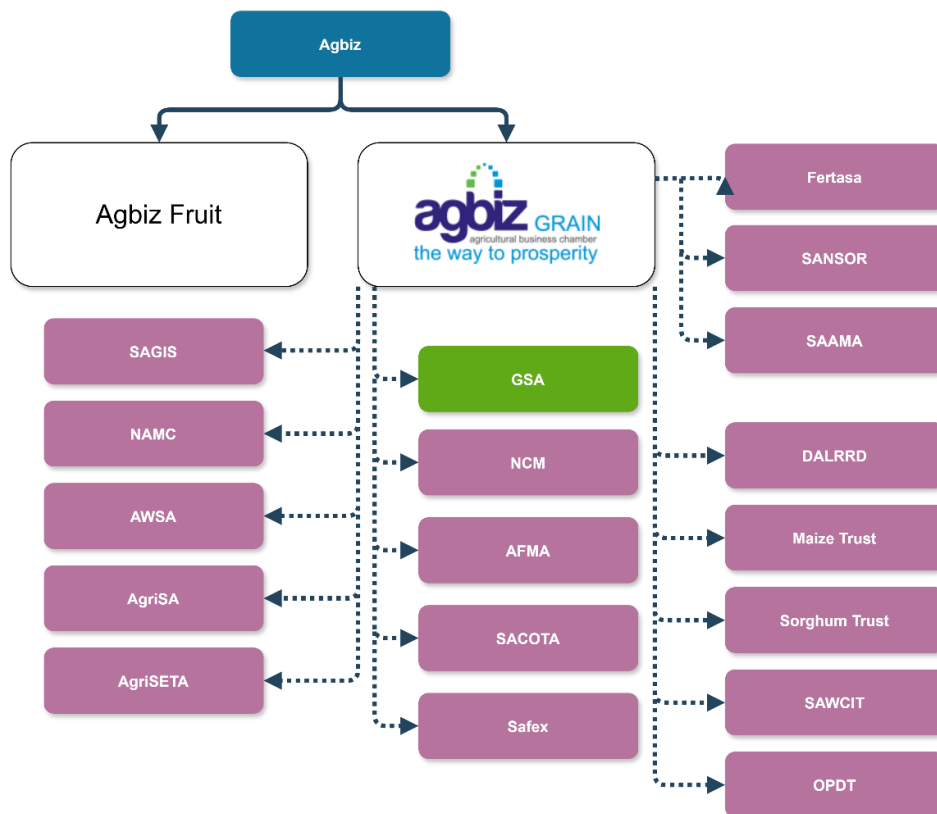 Agbiz
Agbiz Fruit
agbiz GRAIN
agricultural business chamber
the way to prosperity
Fertasa
SANSOR
SAAMA
SAGIS
NAMC
AWSA
AgriSA
AgriSETA
GSA
NCM
AFMA
SACOTA
Safex
DALRRD
Maize Trust
Sorghum Trust
SAWCIT
OPDT